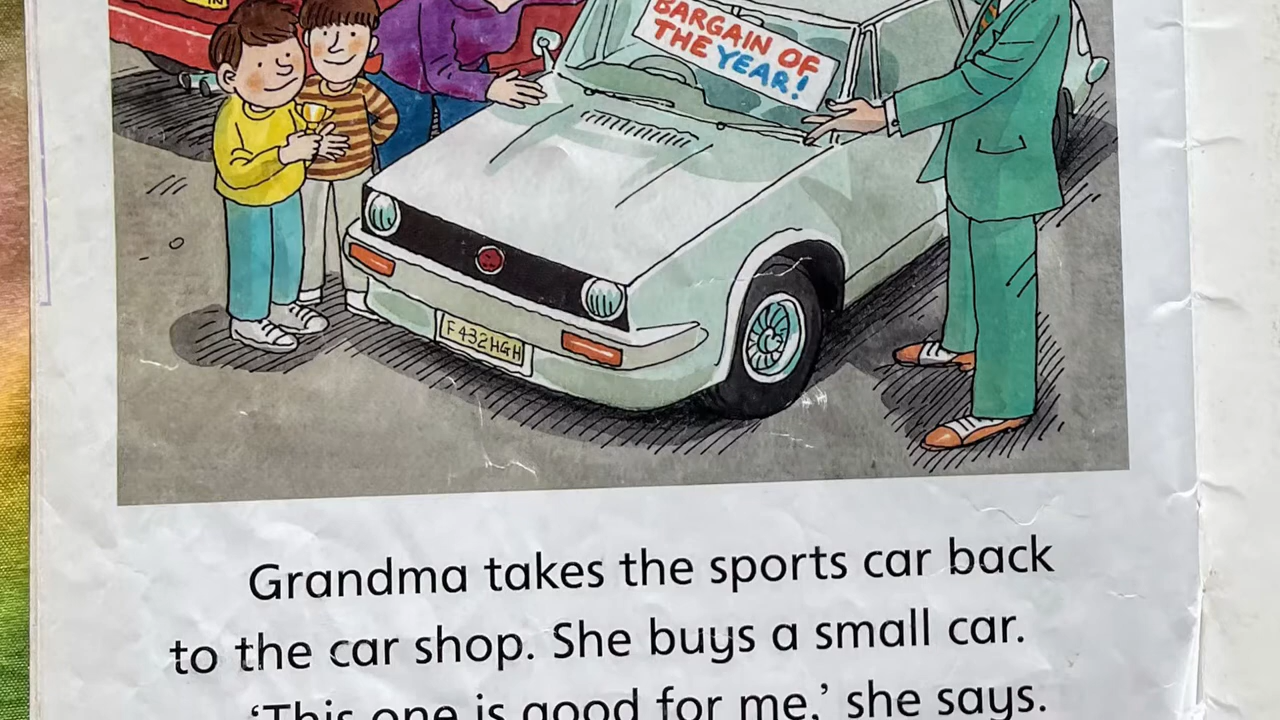 BARGAIN OF
THE YEAR!
F432HGH
Grandma takes the sports car back
to the car shop. She buys a small car.
‘This one is good for me,’ she says.